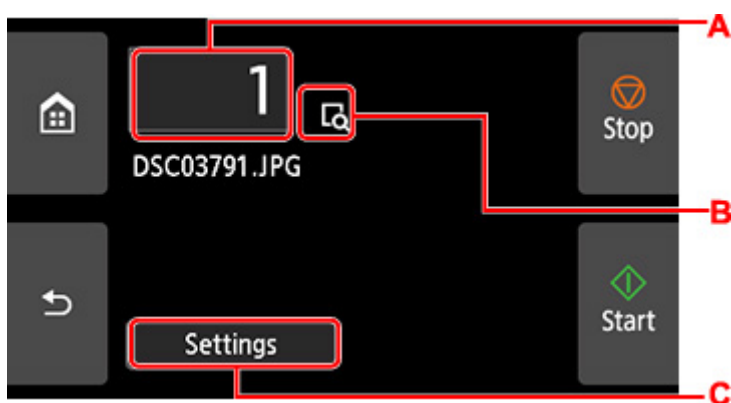 A
1
Stop
DSC03791.JPG
B
Start
Settings
C